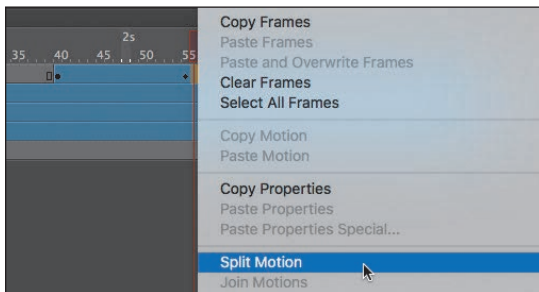 2s
35 40 45 50 55
Copy Frames
Paste Frames
Paste and Overwrite Frames
Clear Frames
Select All Frames
Copy Motion
Paste Motion
Copy Properties
Paste Properties
Paste Properties Special...
Split Motion
Join Motions